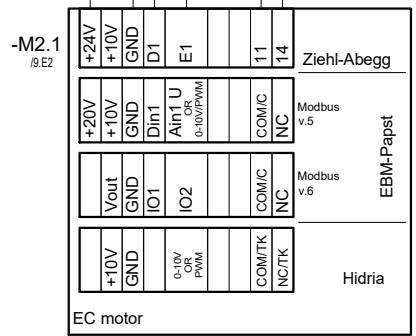 -M2.1
/9.E2
+24V
+10V
GND
D1
E1
11
14
Ziehl-Abegg
+20V
+10V
GND
Din1
Ain1 U
OR
0-10V/PWM
COM/C
NC
Modbus
v.5
EBM-Papst
Vout
GND
IO1
IO2
COM/C
NC
Modbus
v.6
+10V
GND
0-10V
OR
PWM
COM/TK
NC/TK
Hidria
EC motor